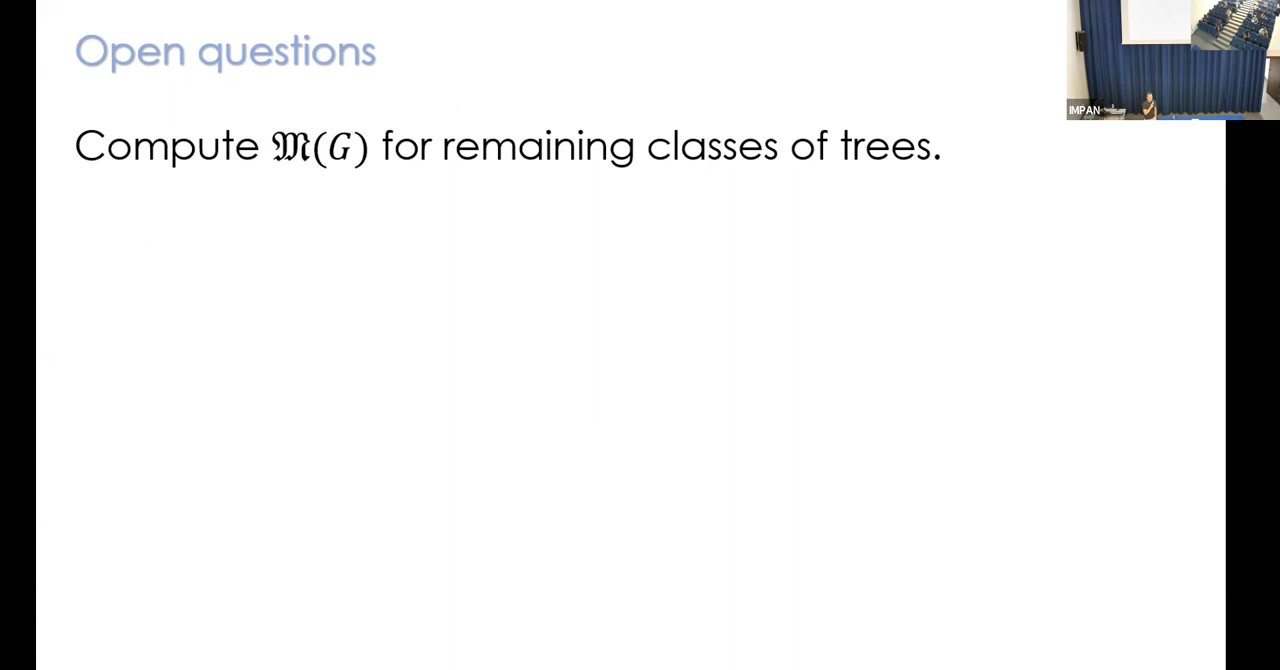 Open questions
IMPAN
Compute 𝔐(G) for remaining classes of trees.